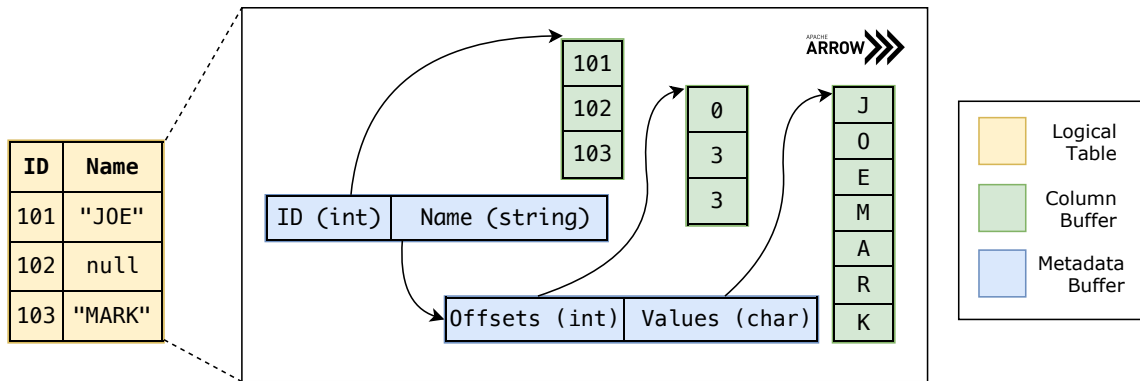 ID Name
101 "JOE"
102 null
103 "MARK"
APACHE
ARROW
101
102
103
0
3
3
J
O
E
M
A
R
K
ID (int) Name (string)
Offsets (int) Values (char)
Logical
Table
Column
Buffer
Metadata
Buffer